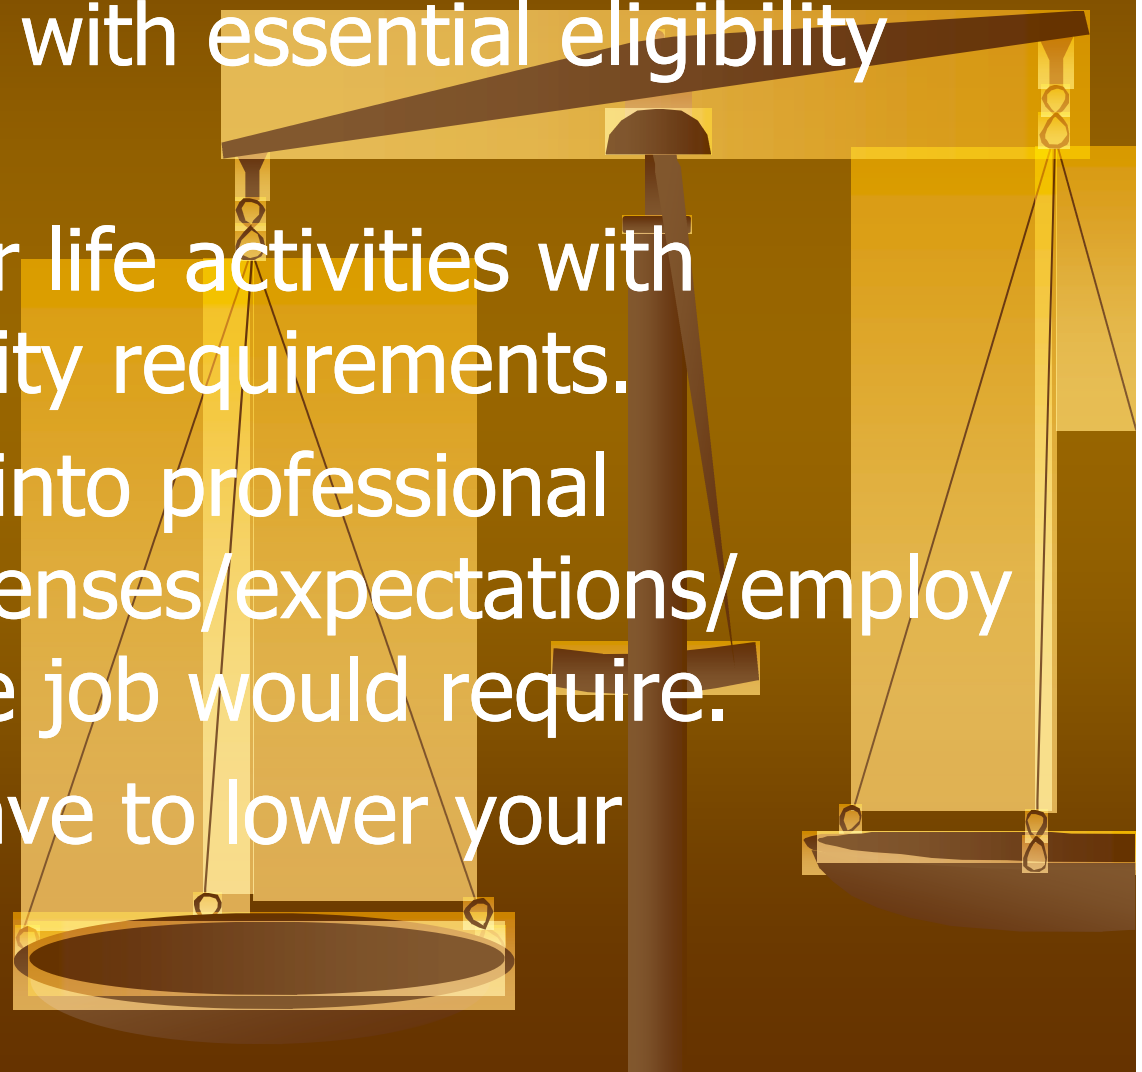 with essential eligibility
r life activities with
ity requirements.
into professional
enses/expectations/employ
e job would require.
ve to lower your